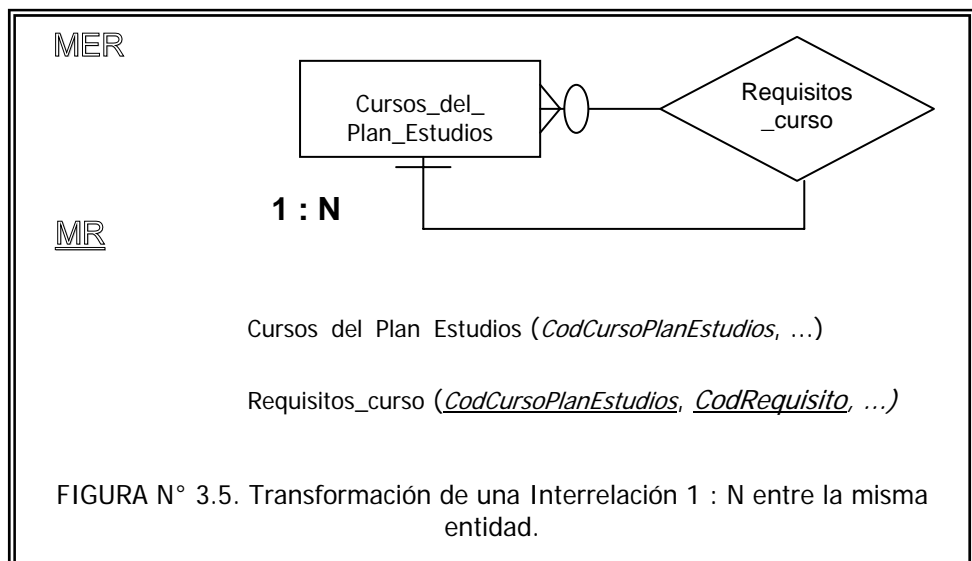 MER
Cursos_del_
Plan_Estudios
Requisitos
_curso
1 : N
MR
Cursos del Plan Estudios (CodCursoPlanEstudios, ...)
Requisitos_curso (CodCursoPlanEstudios, CodRequisito, ...)
FIGURA N° 3.5. Transformación de una Interrelación 1 : N entre la misma
entidad.